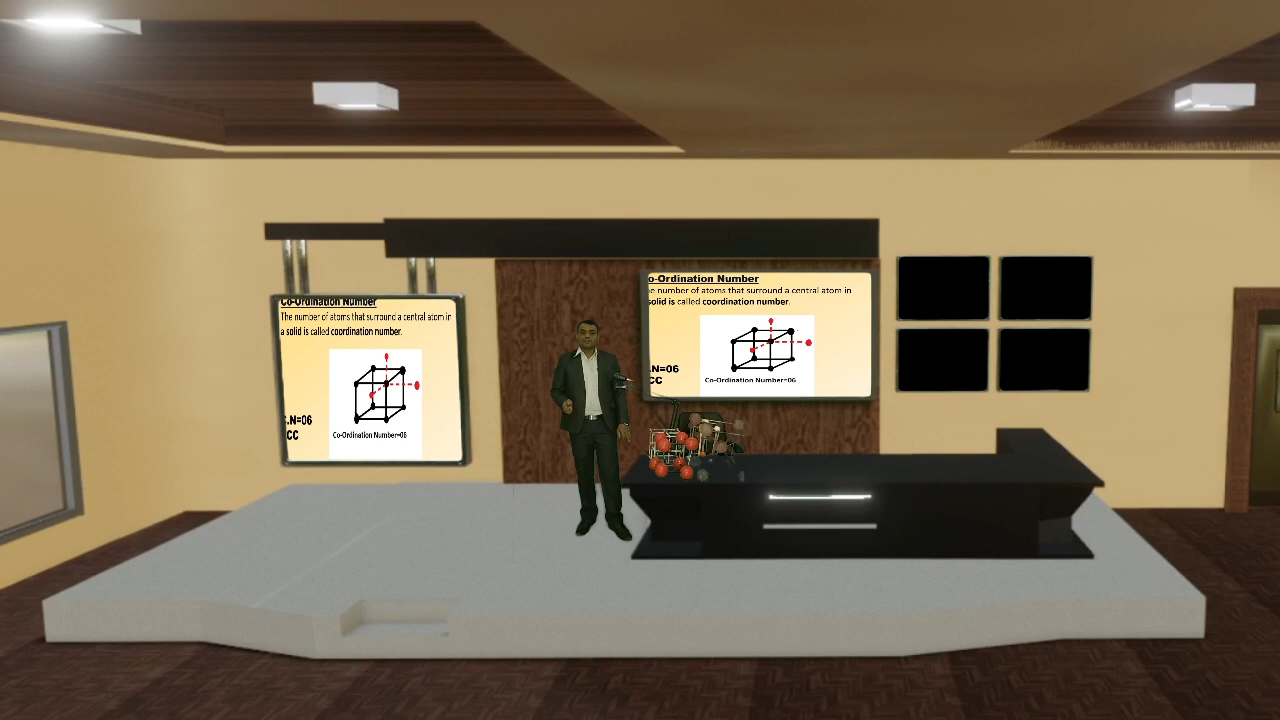 Co-Ordination Number
The number of atoms that surround a central atom in
a solid is called coordination number.
C.N=06
CC
Co-Ordination Number=06
o-Ordination Number
e number of atoms that surround a central atom in
solid is called coordination number.
.N=06
CC
Co-Ordination Number=06